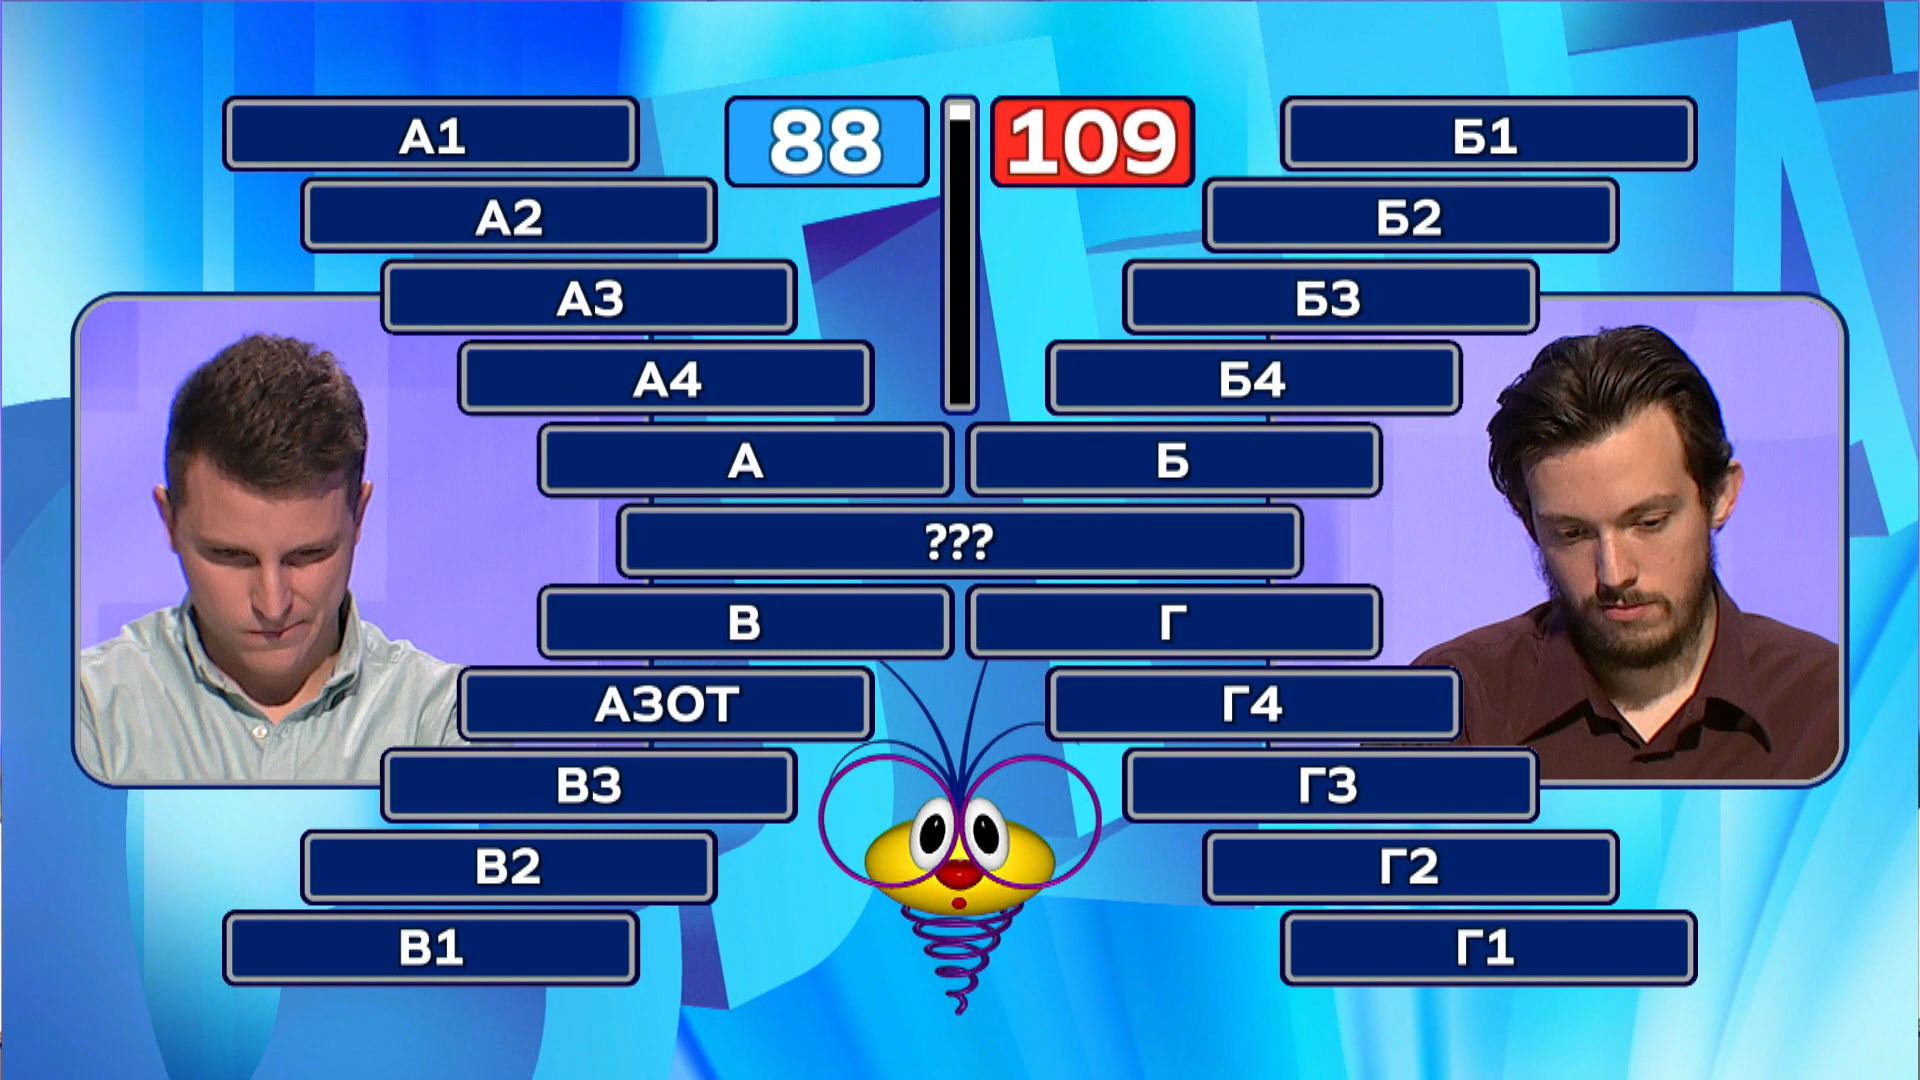 А1 88 109 Б1
А2 Б2
А3 Б3
А4 Б4
А Б
???
В Г
АЗОТ Г4
В3 Г3
В2 Г2
В1 Г1